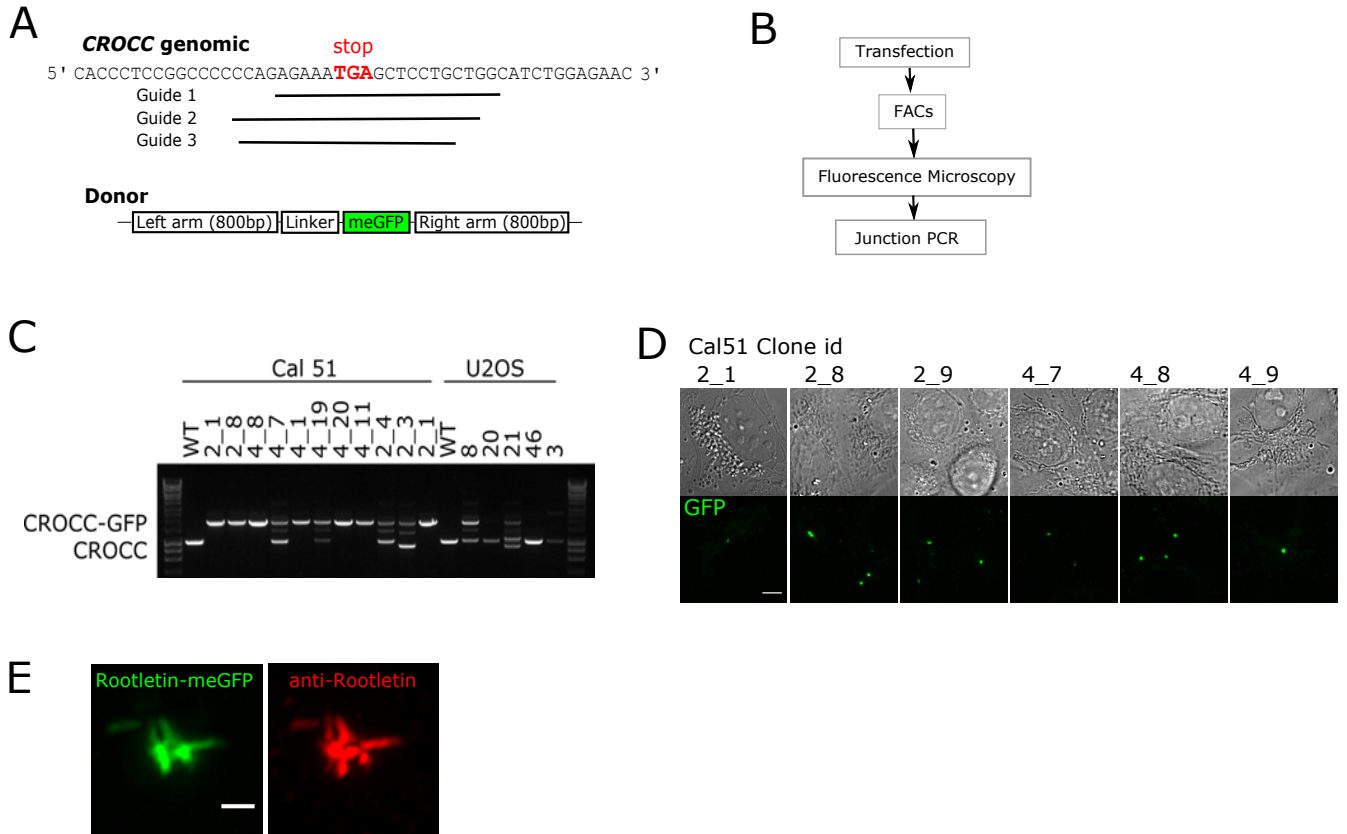 A
CROCC genomic
stop
5' CACCCTCCGGCCCCCCAGAGAAATGAGCTCCTGCTGGCATCTGGAGAAC 3'
Guide 1
Guide 2
Guide 3
Donor
Left arm (800bp) Linker meGFP Right arm (800bp)
B
Transfection
FACs
Fluorescence Microscopy
Junction PCR
C
Cal 51 U2OS
WT 2_1 2_8 4_8 4_7 4_1 4_19 4_20 4_11 2_4 2_3 2_1 WT 8 20 21 46 3
CROCC-GFP
CROCC
D
Cal51 Clone id
2_1 2_8 2_9 4_7 4_8 4_9
GFP
E
Rootletin-meGFP anti-Rootletin